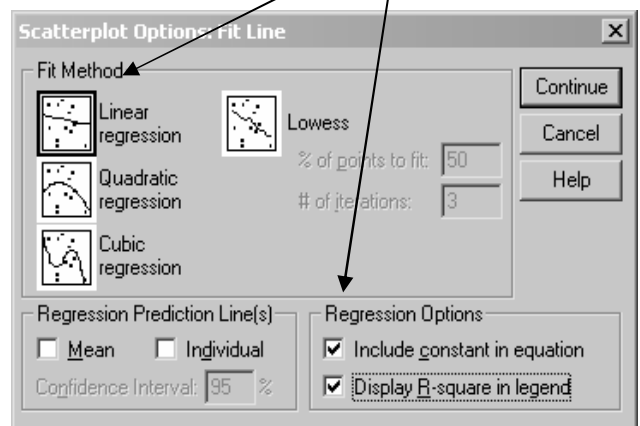 Scatterplot Options: Fit Line
Fit Method
Linear
regression
Quadratic
regression
Cubic
regression
Lowess
% of points to fit: 50
# of iterations: 3
Continue
Cancel
Help
Regression Prediction Line(s)
Mean Individual
Confidence Interval: 95 %
Regression Options
Include constant in equation
Display R-square in legend